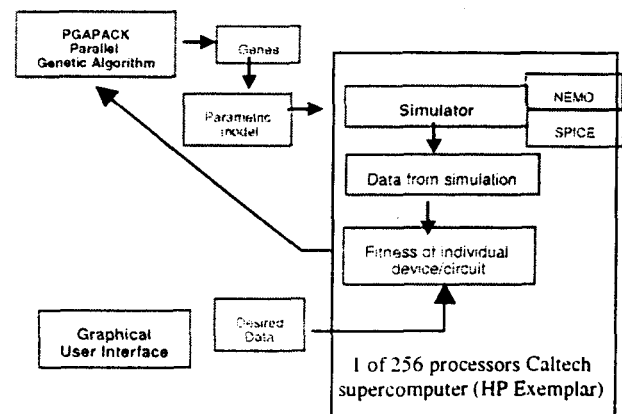 PGAPACK
Parallel
Genetic Algorithm
Genes
Parametric
model
Simulator
NEMO
SPICE
Data from simulation
Fitness of individual
device/circuit
Desired
Data
Graphical
User Interface
1 of 256 processors Caltech
supercomputer (HP Exemplar)